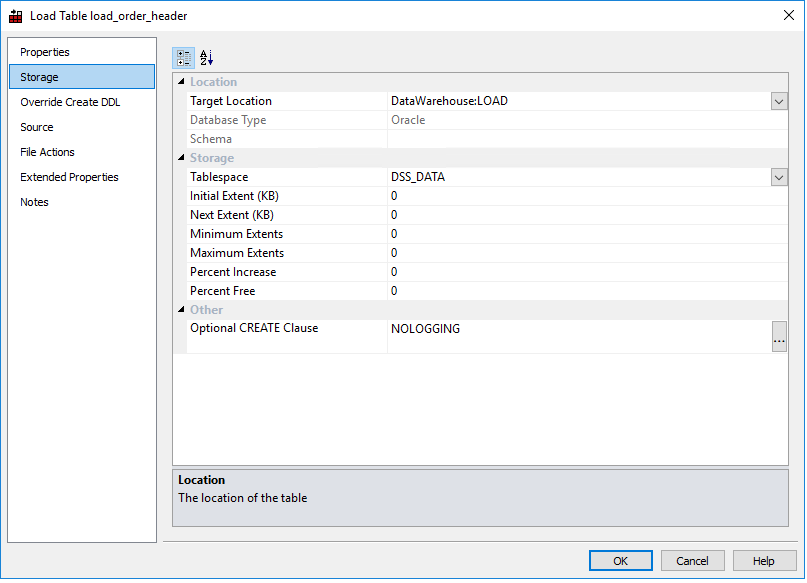 Load Table load_order_header
Properties
Storage
Override Create DDL
Source
File Actions
Extended Properties
Notes
A
Z
Location
Target Location DataWarehouse:LOAD
Database Type Oracle
Schema
Storage
Tablespace DSS_DATA
Initial Extent (KB) 0
Next Extent (KB) 0
Minimum Extents 0
Maximum Extents 0
Percent Increase 0
Percent Free 0
Other
Optional CREATE Clause NOLOGGING
...
Location
The location of the table
OK Cancel Help